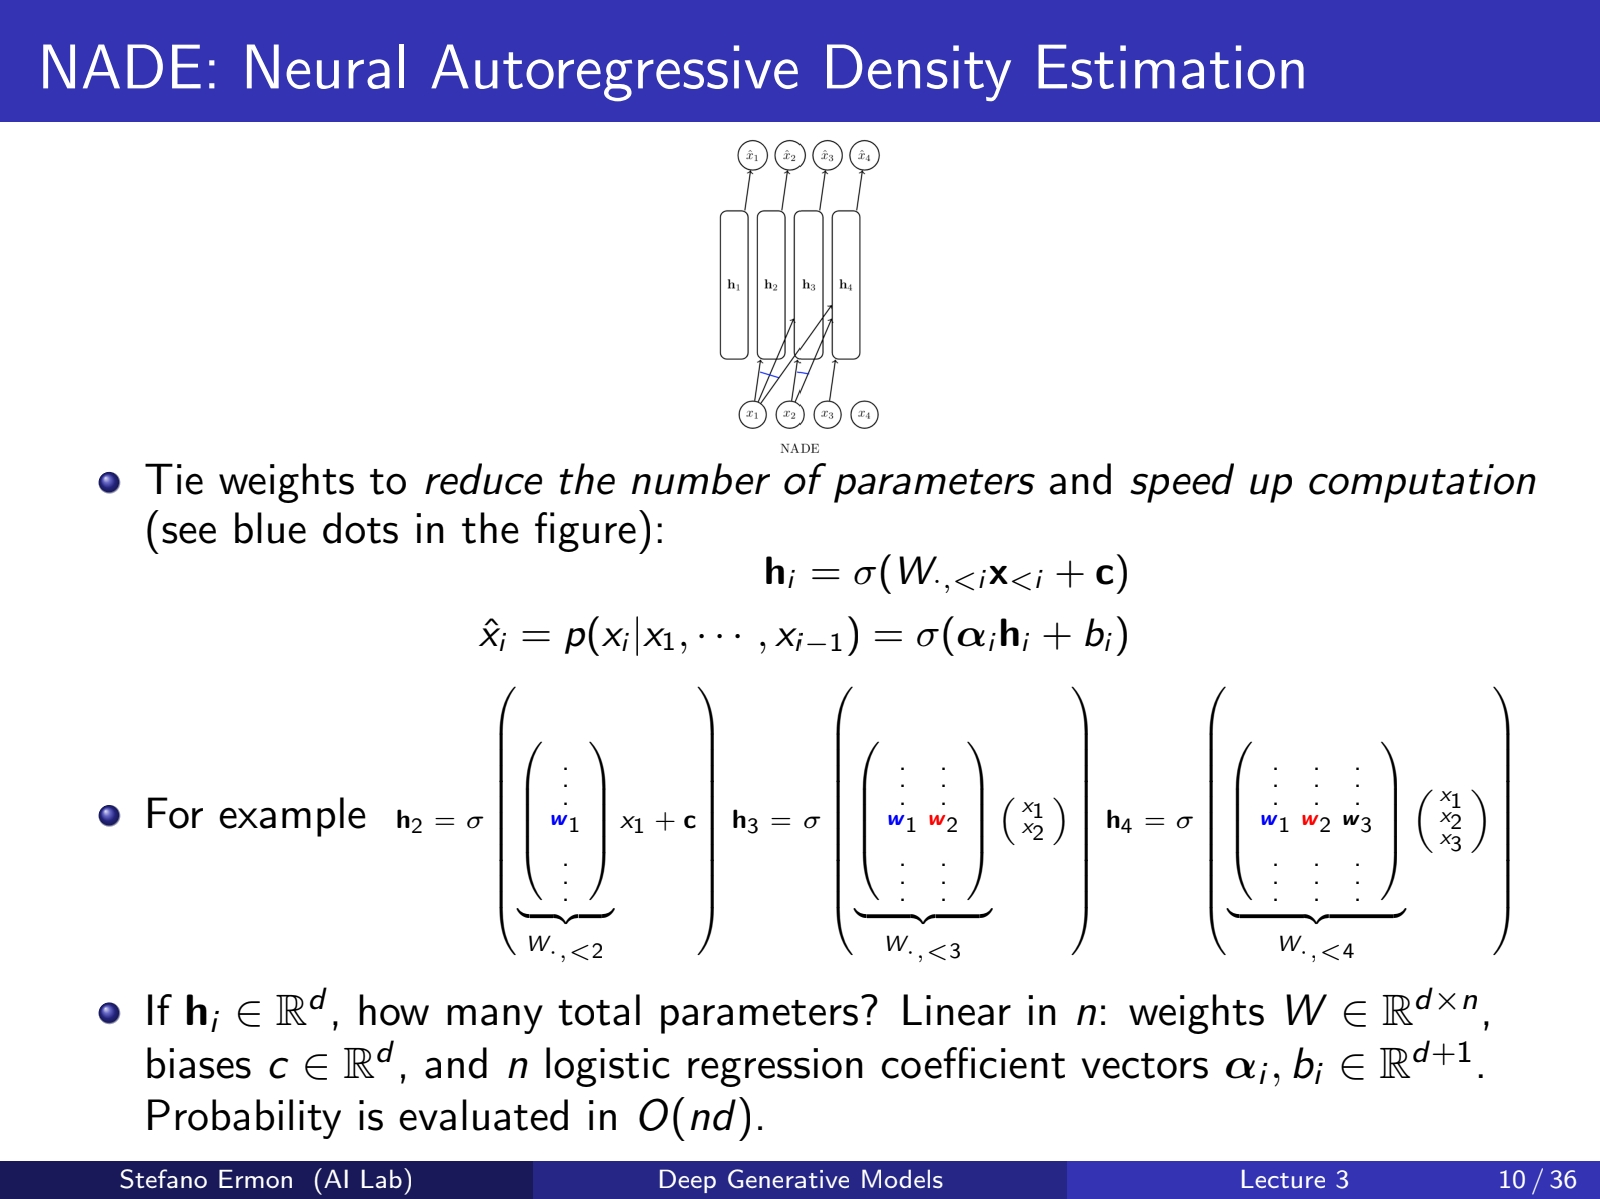 NADE: Neural Autoregressive Density Estimation
x̂₁ x̂₂ x̂₃ x̂₄
h₁ h₂ h₃ h₄
x₁ x₂ x₃ x₄
NADE
Tie weights to reduce the number of parameters and speed up computation
(see blue dots in the figure):
hᵢ = σ(W.,<ᵢx<ᵢ + c)
x̂ᵢ = p(xᵢ|x₁, ··· , xᵢ₋₁) = σ(αᵢhᵢ + bᵢ)
For example h₂ = σ ( ( ⋮ w₁ ⋮ ) x₁ + c ) h₃ = σ ( ( ⋮ ⋮ w₁ w₂ ⋮ ⋮ ) ( x₁ x₂ ) ) h₄ = σ ( ( ⋮ ⋮ ⋮ w₁ w₂ w₃ ⋮ ⋮ ⋮ ) ( x₁ x₂ x₃ ) )
W.,<₂ W.,<₃ W.,<₄
If hᵢ ∈ ℝᵈ, how many total parameters? Linear in n: weights W ∈ ℝᵈˣⁿ,
biases c ∈ ℝᵈ, and n logistic regression coefficient vectors αᵢ, bᵢ ∈ ℝᵈ⁺¹.
Probability is evaluated in O(nd).
Stefano Ermon (AI Lab) Deep Generative Models Lecture 3 10 / 36